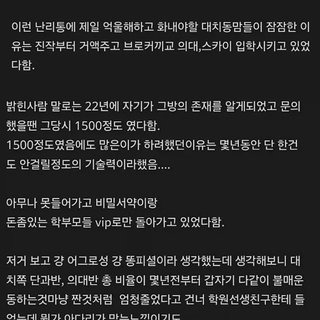 이런 난리통에 제일 억울해하고 화내야할 대치동맘들이 잠잠한 이
유는 진작부터 거액주고 브로커끼고 의대,스카이 입학시키고 있었
다함.
밝힌사람 말로는 22년에 자기가 그방의 존재를 알게되었고 문의
했을땐 그당시 1500정도 였다함.
1500정도였음에도 많은이가 하려했던이유는 몇년동안 단 한건
도 안걸릴정도의 기술력이라했음....
아무나 못들어가고 비밀서약이랑
돈좀있는 학부모들 vip로만 돌아가고 있었다함.
저거 보고 걍 어그로성 걍 똥피셜이라 생각했는데 생각해보니 대
치쪽 단과반, 의대반 총 비율이 몇년전부터 갑자기 다같이 불매운
동하는것마냥 짠것처럼 엄청줄었다고 건너 학원선생친구한테 들